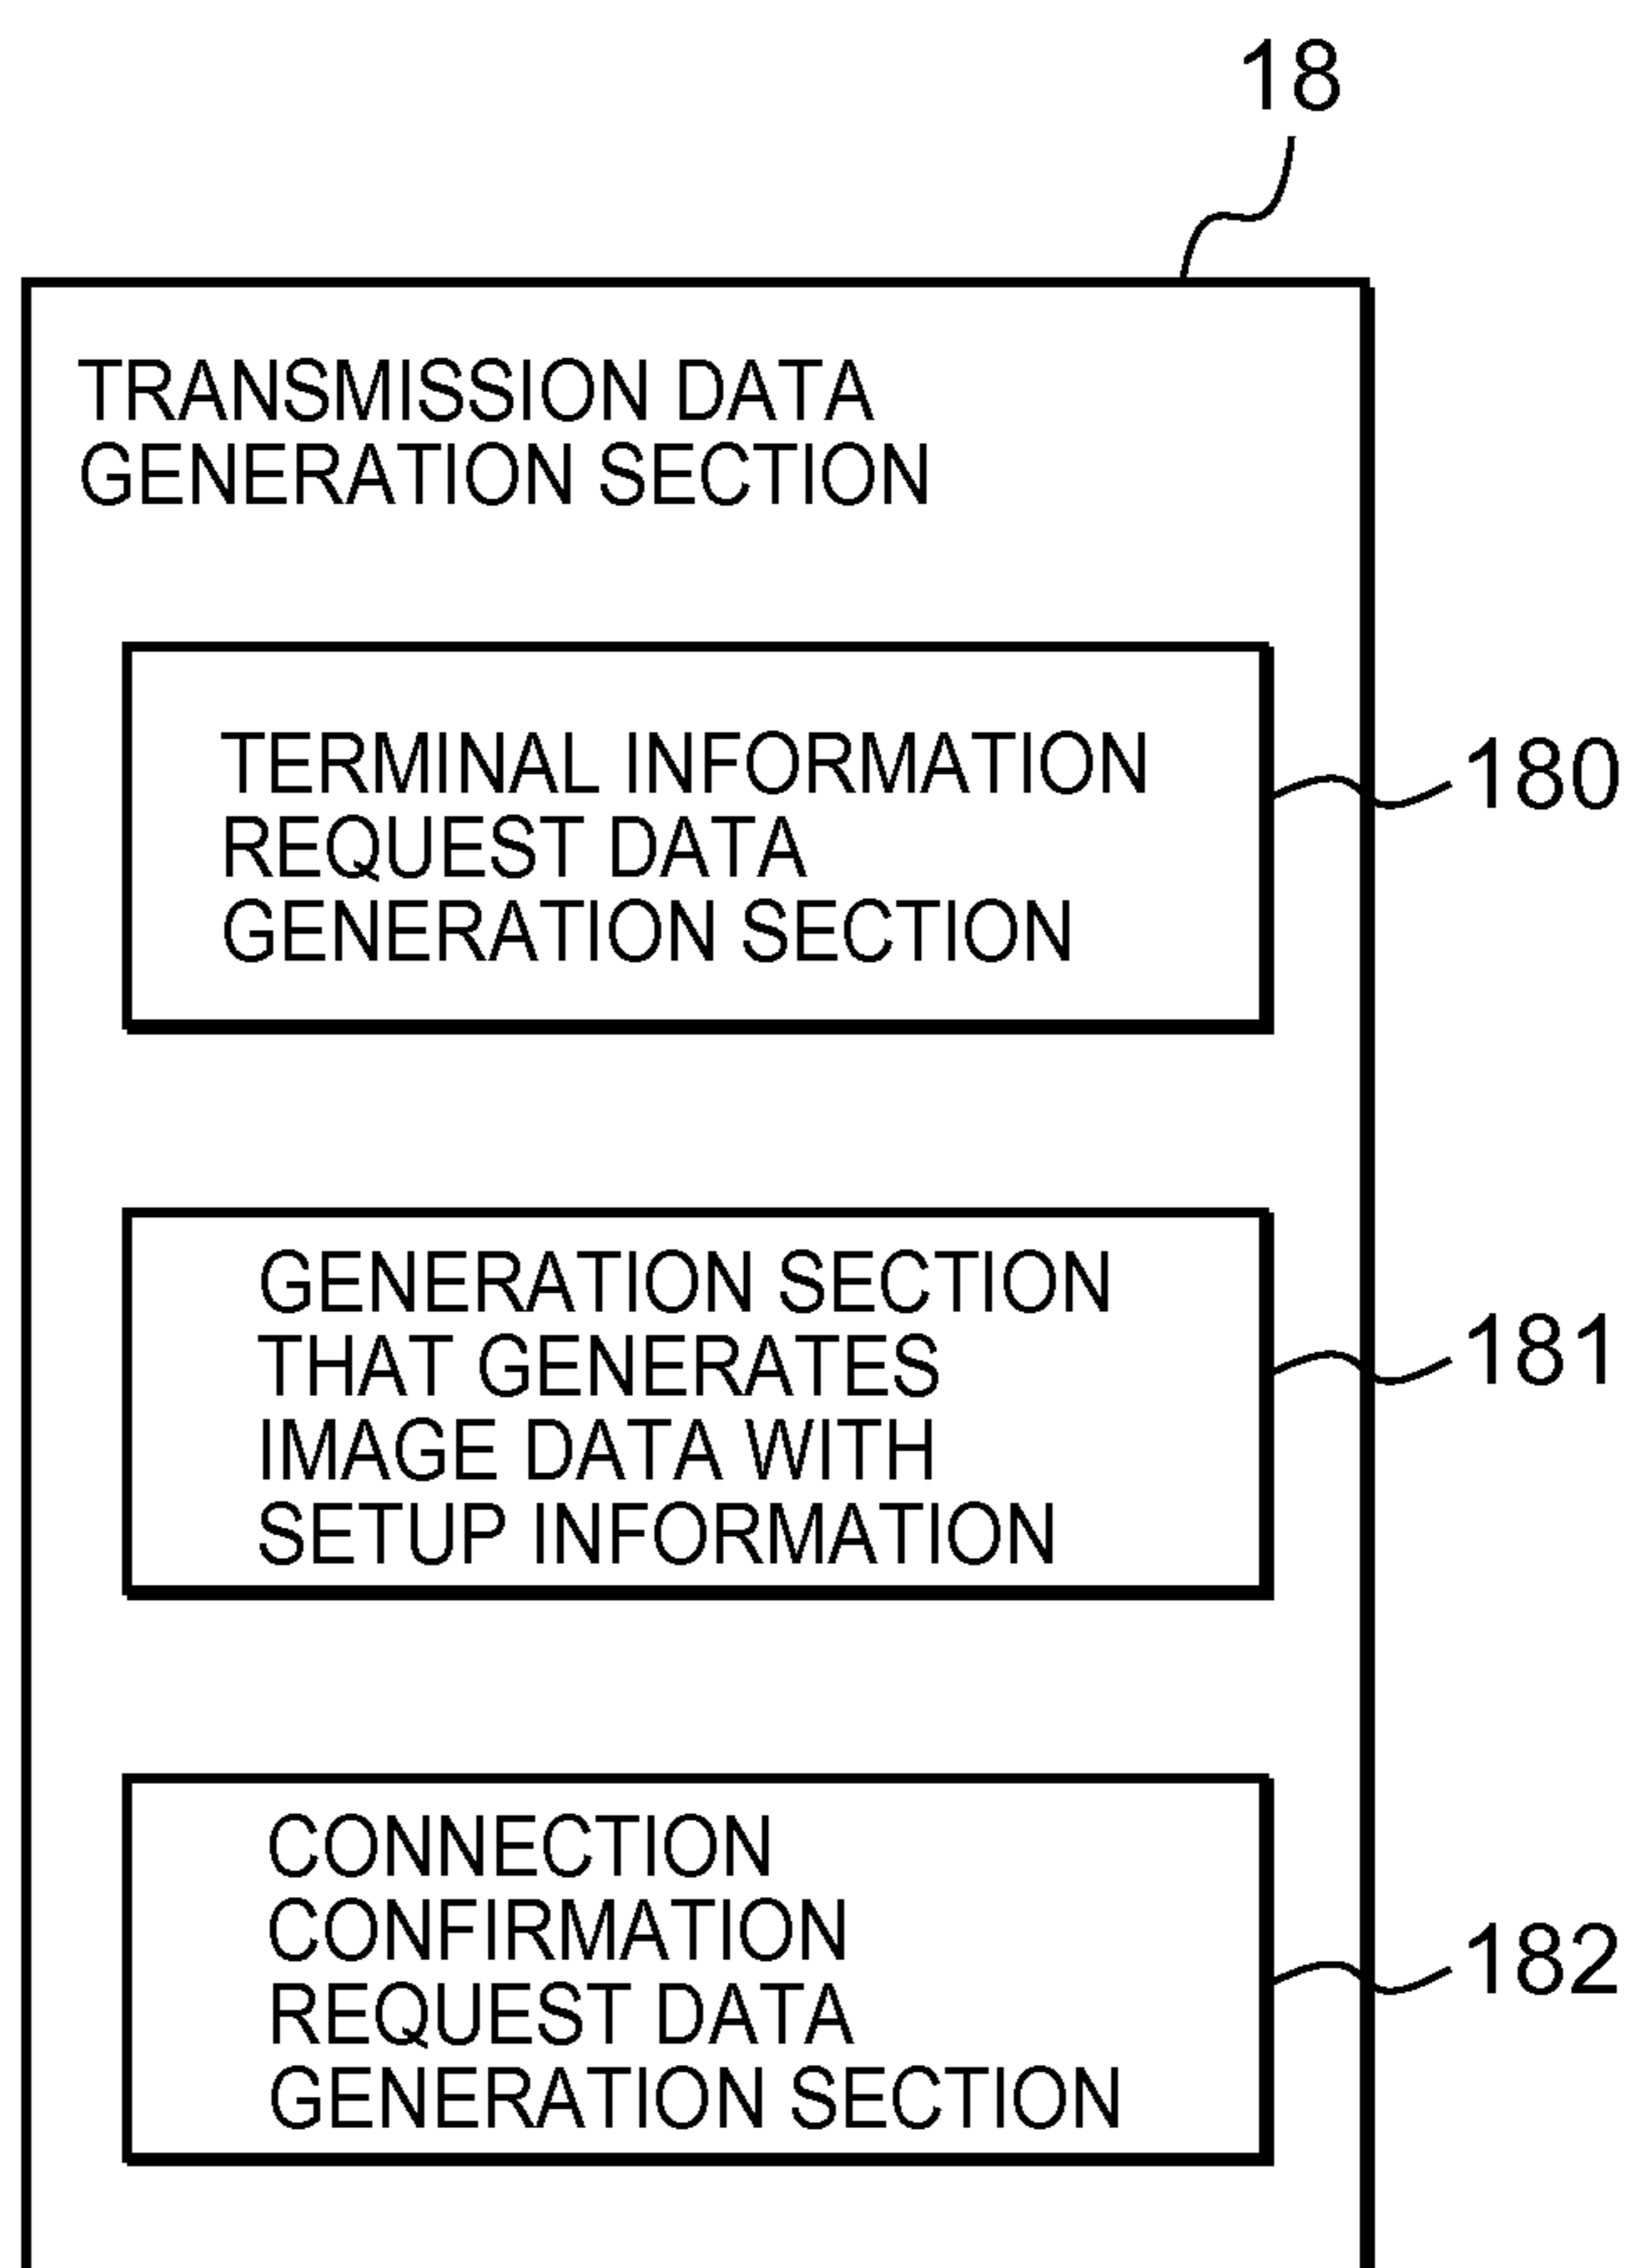 18
TRANSMISSION DATA
GENERATION SECTION
TERMINAL INFORMATION
REQUEST DATA
GENERATION SECTION
180
GENERATION SECTION
THAT GENERATES
IMAGE DATA WITH
SETUP INFORMATION
181
CONNECTION
CONFIRMATION
REQUEST DATA
GENERATION SECTION
182